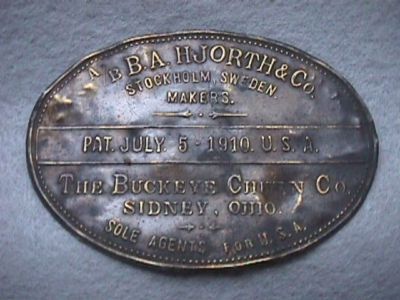 A.B B.A. HJORTH & CO.
STOCKHOLM, SWEDEN.
MAKERS.
PAT. JULY. 5 - 1910. U. S. A.
THE BUCKEYE CHURN CO.
SIDNEY, OHIO.
SOLE AGENTS FOR U.S.A.